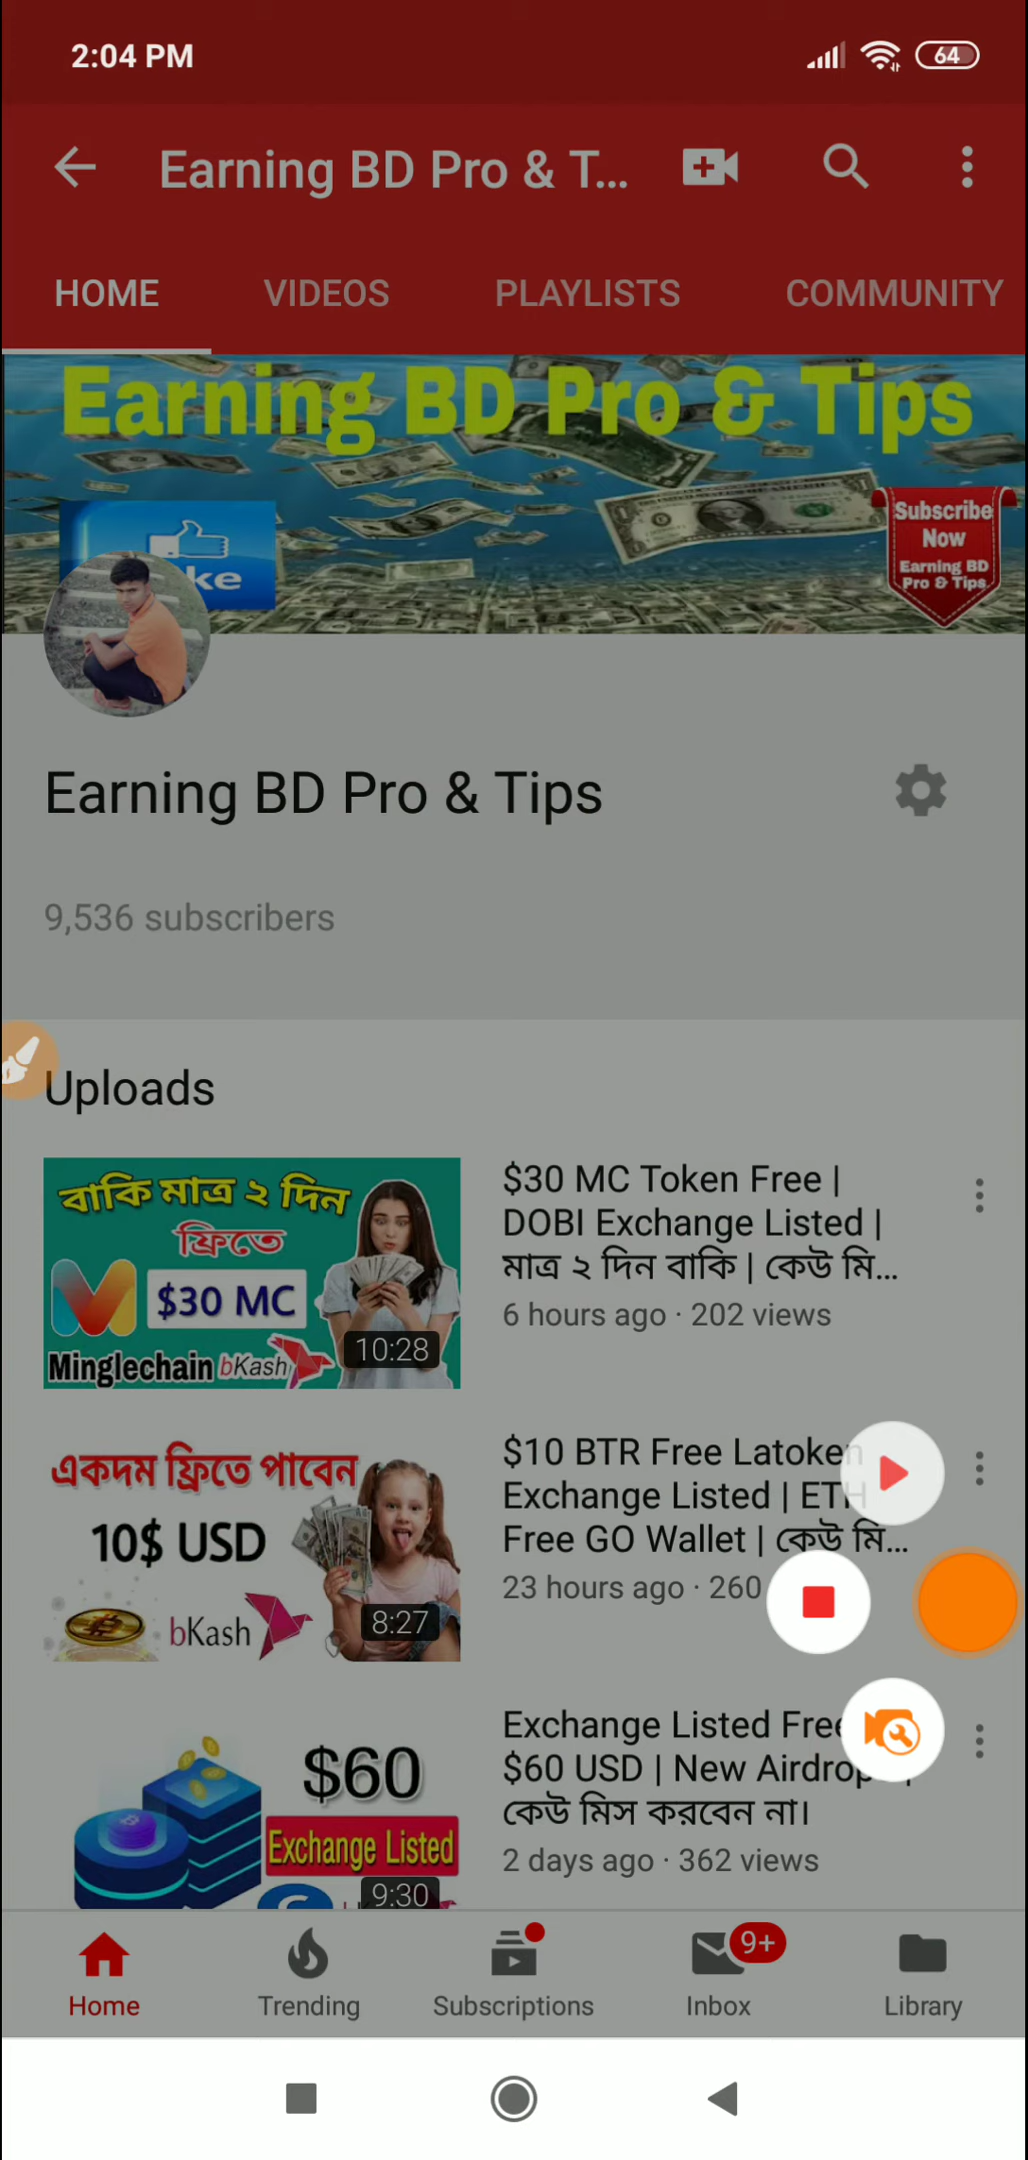 2:04 PM
64
Earning BD Pro & T...
HOME
VIDEOS
PLAYLISTS
COMMUNITY
Earning BD Pro & Tips
ke
Subscribe
Now
Earning BD
Pro & Tips
Earning BD Pro & Tips
9,536 subscribers
Uploads
বাকি মাত্র ২ দিন
ফ্রিতে
$30 MC
Minglechain bKash
10:28
$30 MC Token Free |
DOBI Exchange Listed |
মাত্র ২ দিন বাকি | কেউ মি...
6 hours ago · 202 views
একদম ফ্রিতে পাবেন
10$ USD
bKash
8:27
$10 BTR Free Latoken
Exchange Listed | ETH
Free GO Wallet | কেউ মি...
23 hours ago · 260
$60
Exchange Listed
9:30
Exchange Listed Free
$60 USD | New Airdrop |
কেউ মিস করবেন না।
2 days ago · 362 views
Home
Trending
Subscriptions
9+
Inbox
Library